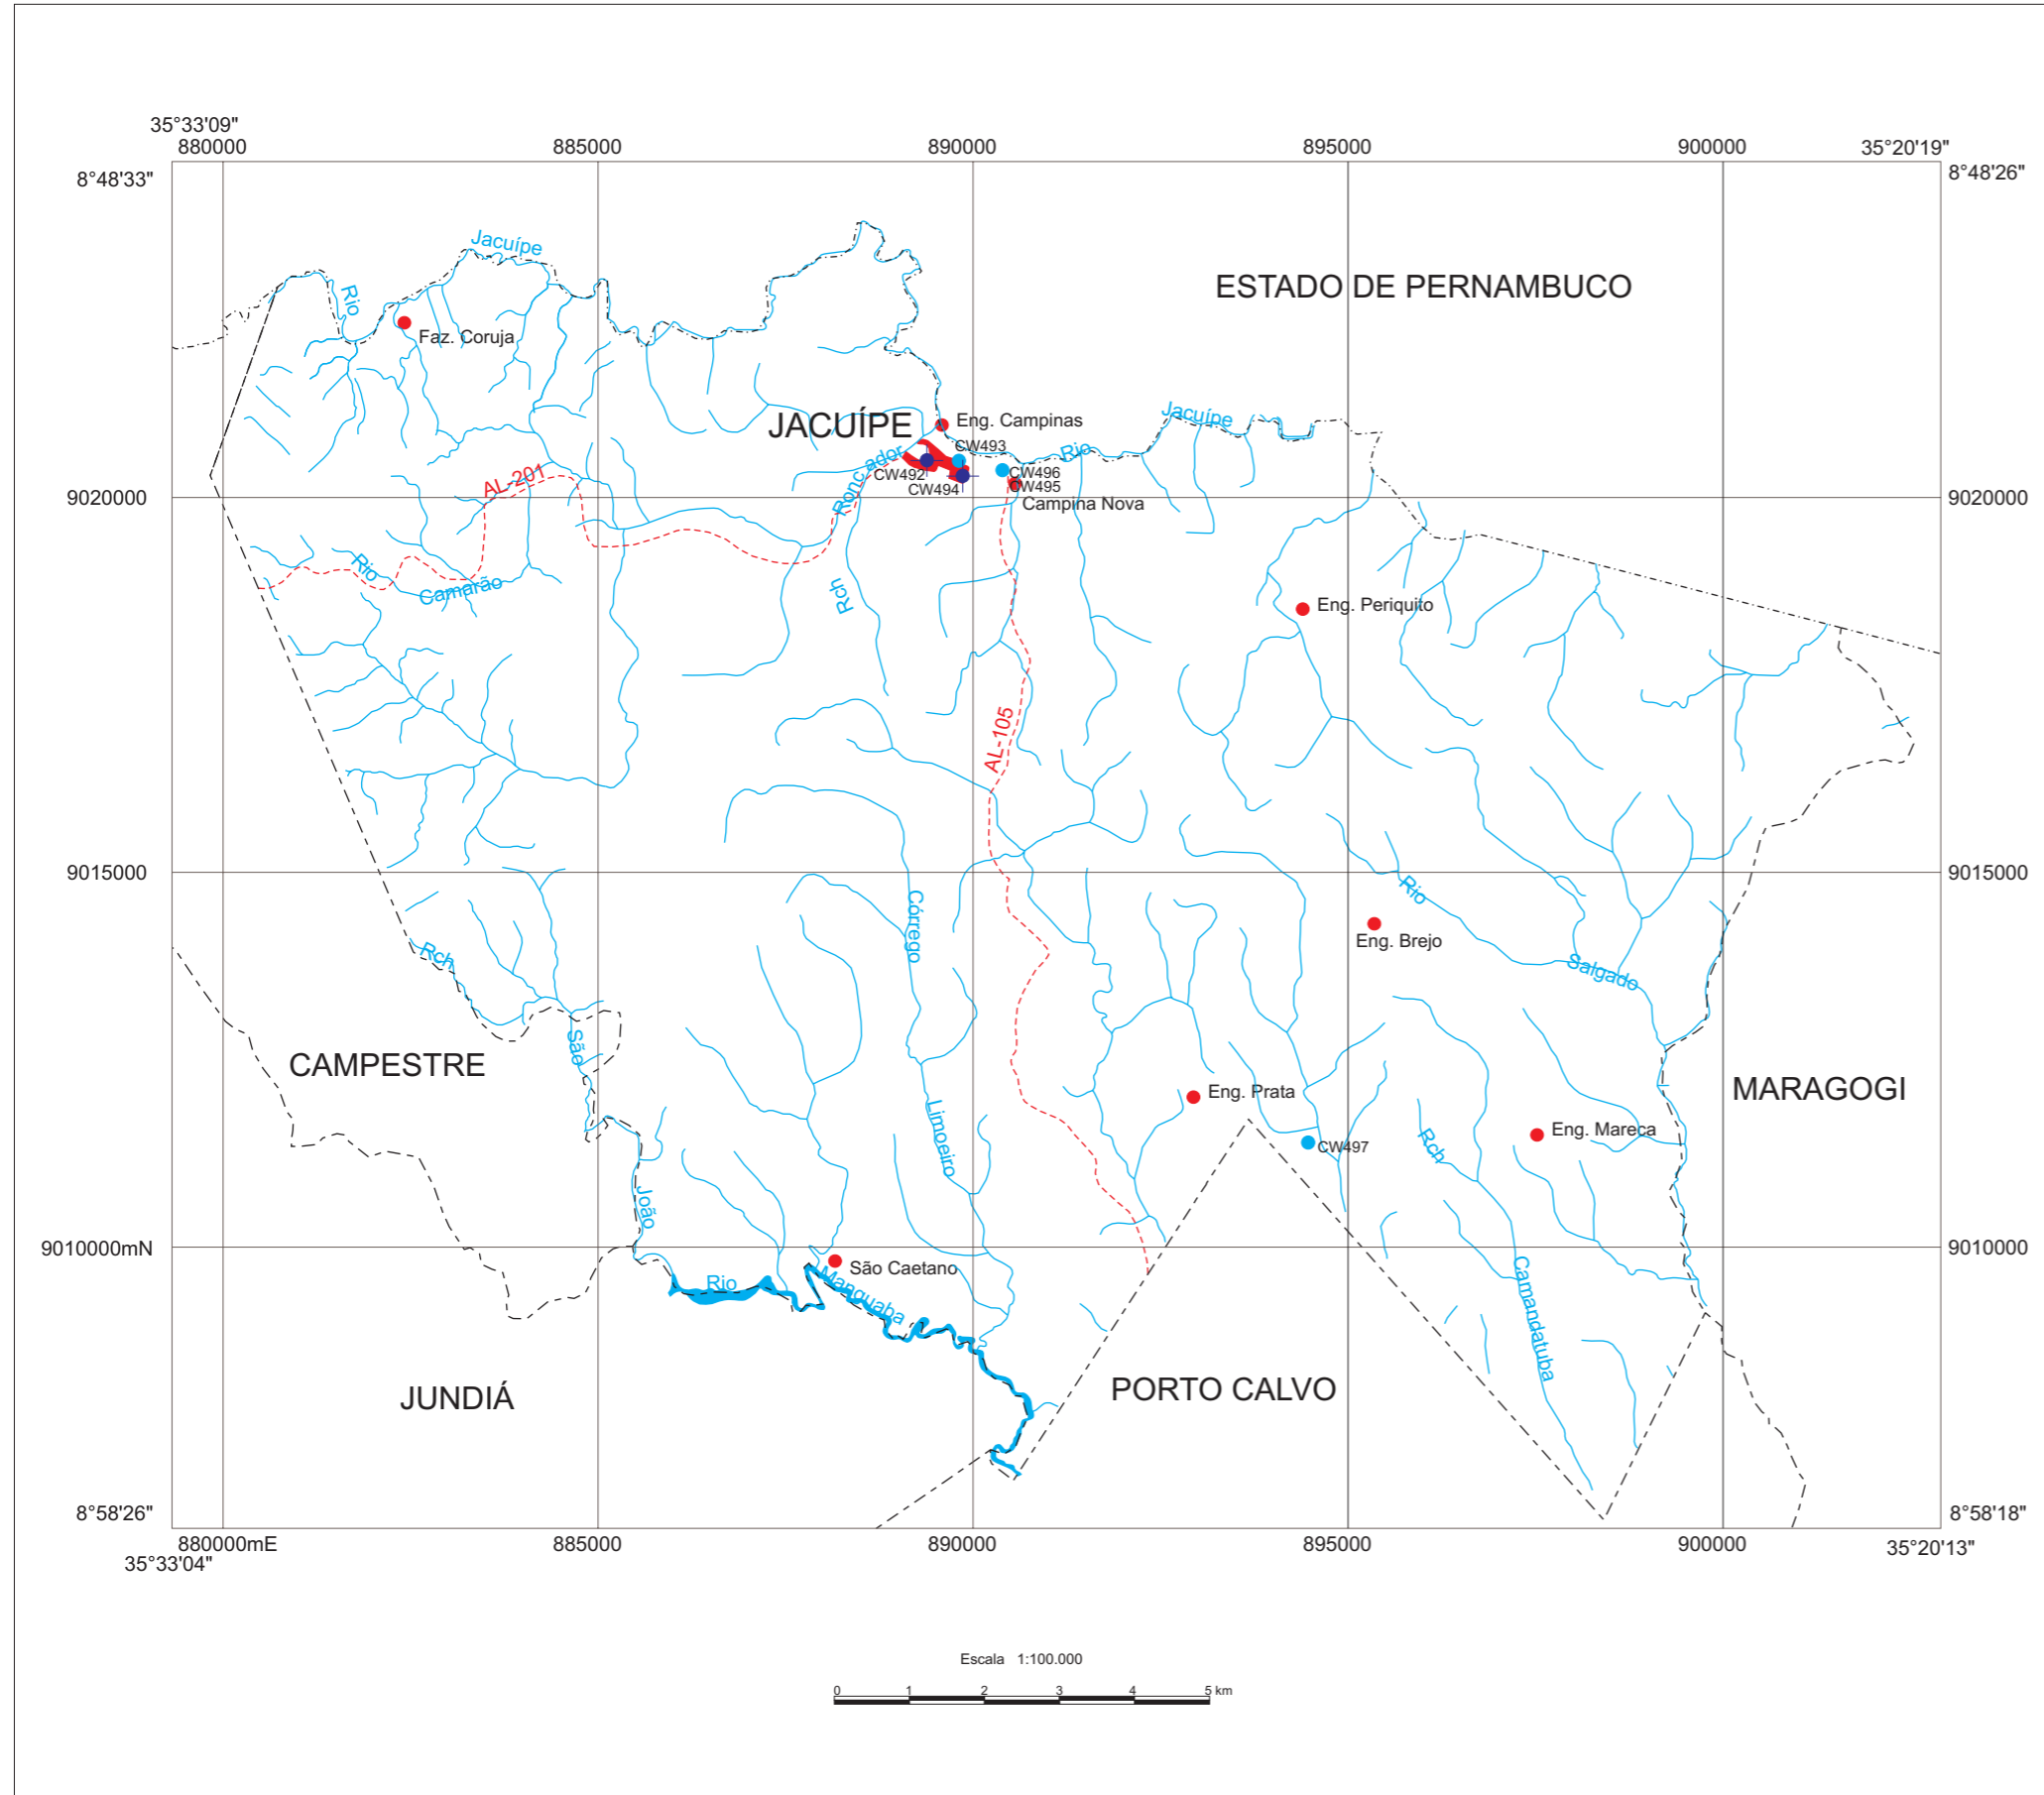 35°33'09"
880000
885000
890000
895000
900000
35°20'19"
8°48'33"
8°48'26"
Jacuípe
Rio
ESTADO DE PERNAMBUCO
Faz. Coruja
JACUÍPE
Eng. Campinas
Jacuípe
CW493
Rio
Roncador
CW492
CW496
CW494
CW495
AL-201
9020000
Campina Nova
9020000
Rio
Camarão
Rch
Eng. Periquito
AL-105
9015000
9015000
Rio
Córrego
Eng. Brejo
Rch
Salgado
São
CAMPESTRE
MARAGOGI
Eng. Prata
Limoeiro
Eng. Mareca
Rch
CW497
João
9010000mN
9010000
São Caetano
Rio
Manguaba
Camandatuba
JUNDIÁ
PORTO CALVO
8°58'26"
8°58'18"
880000mE
885000
890000
895000
900000
35°33'04"
35°20'13"
Escala 1:100.000
0 1 2 3 4 5 km